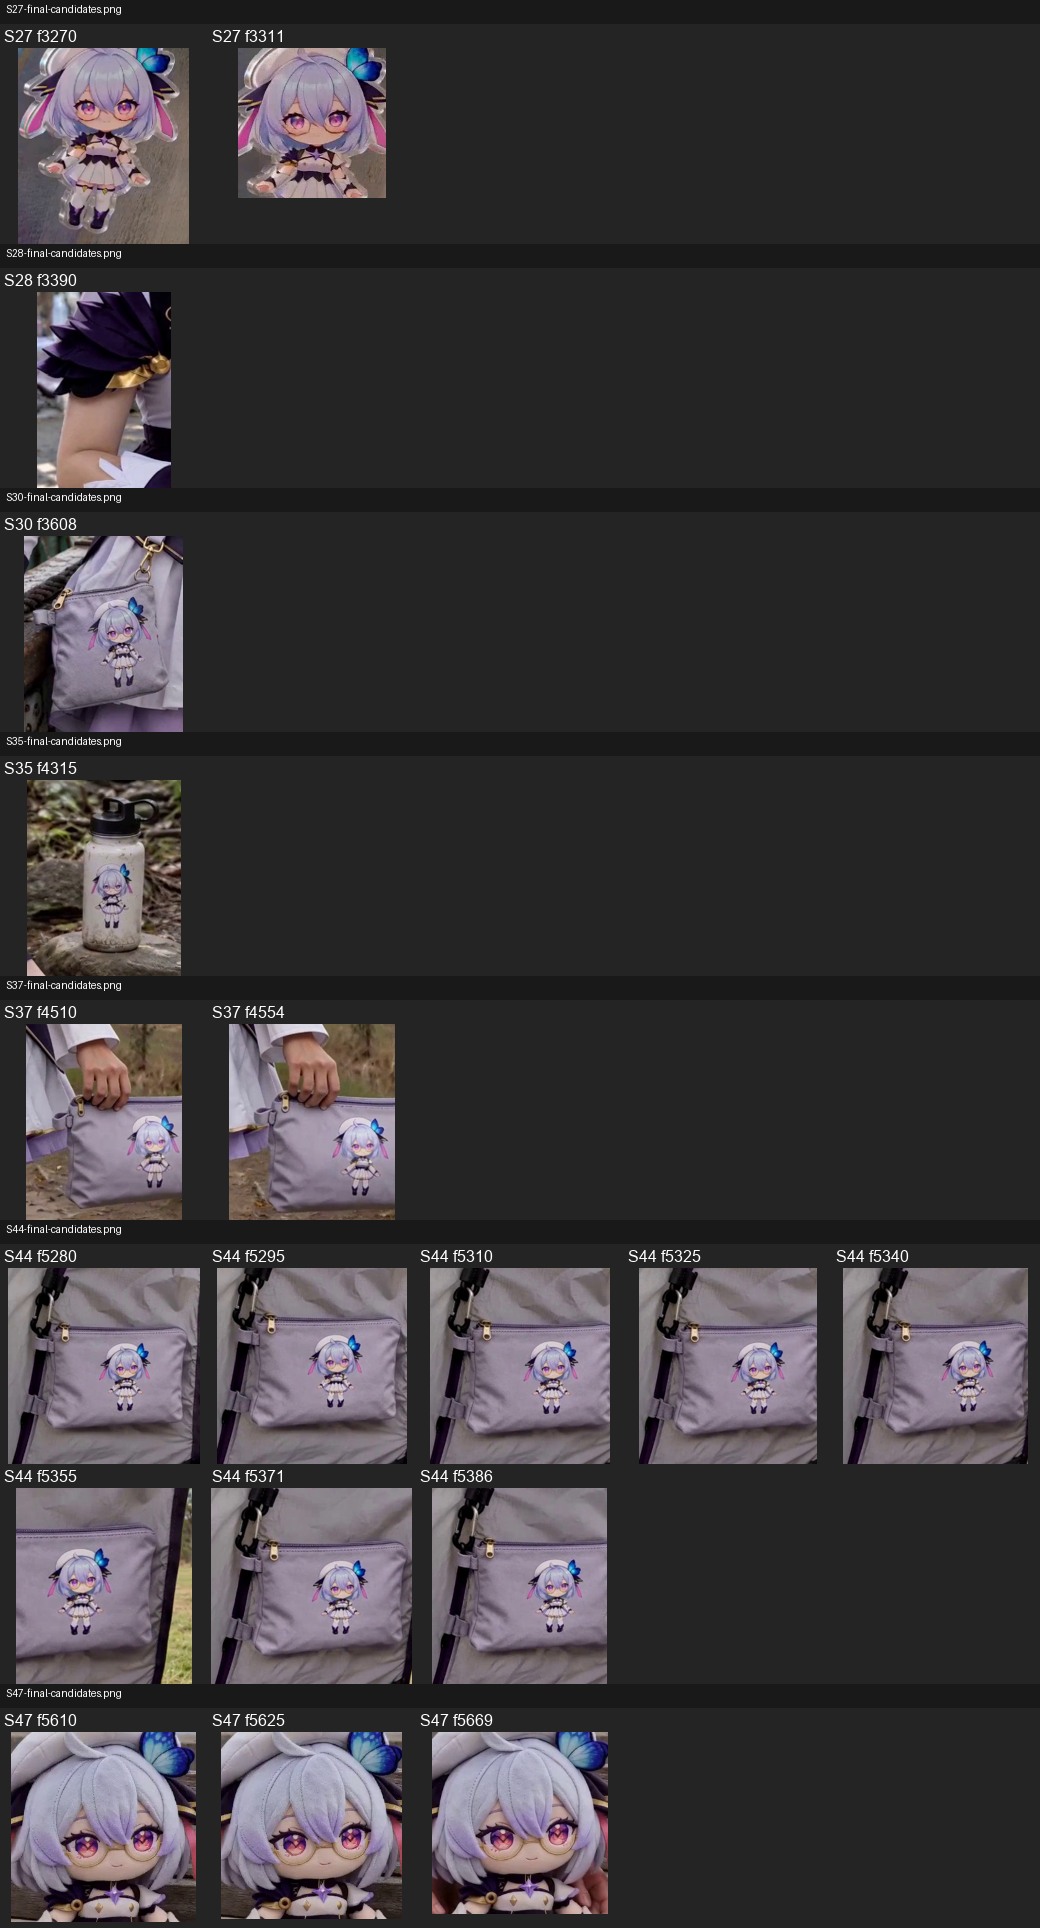 S27-final-candidates.png
S27 f3270
S27 f3311
S28-final-candidates.png
S28 f3390
S30-final-candidates.png
S30 f3608
S35-final-candidates.png
S35 f4315
S37-final-candidates.png
S37 f4510
S37 f4554
S44-final-candidates.png
S44 f5280
S44 f5295
S44 f5310
S44 f5325
S44 f5340
S44 f5355
S44 f5371
S44 f5386
S47-final-candidates.png
S47 f5610
S47 f5625
S47 f5669